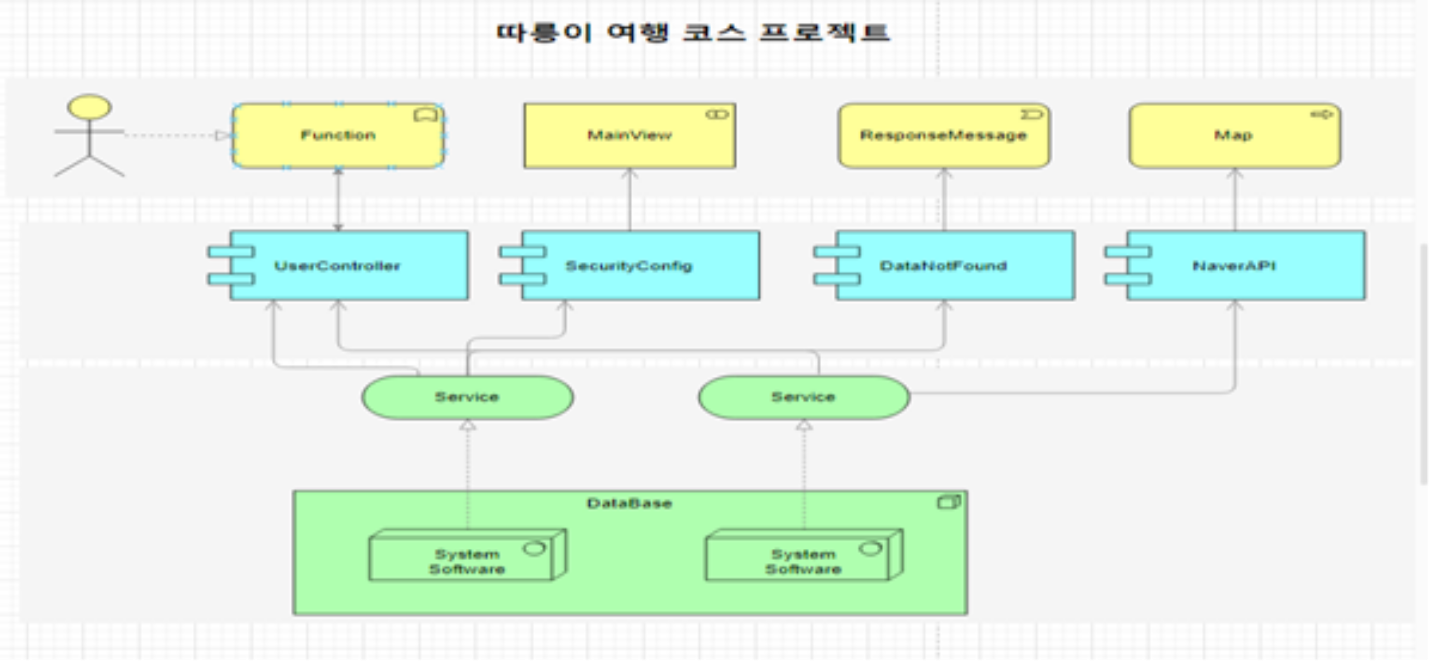 따릉이 여행 코스 프로젝트
Function
MainView
ResponseMessage
Map
UserController
SecurityConfig
DataNotFound
NaverAPI
Service
Service
DataBase
System
Software
System
Software